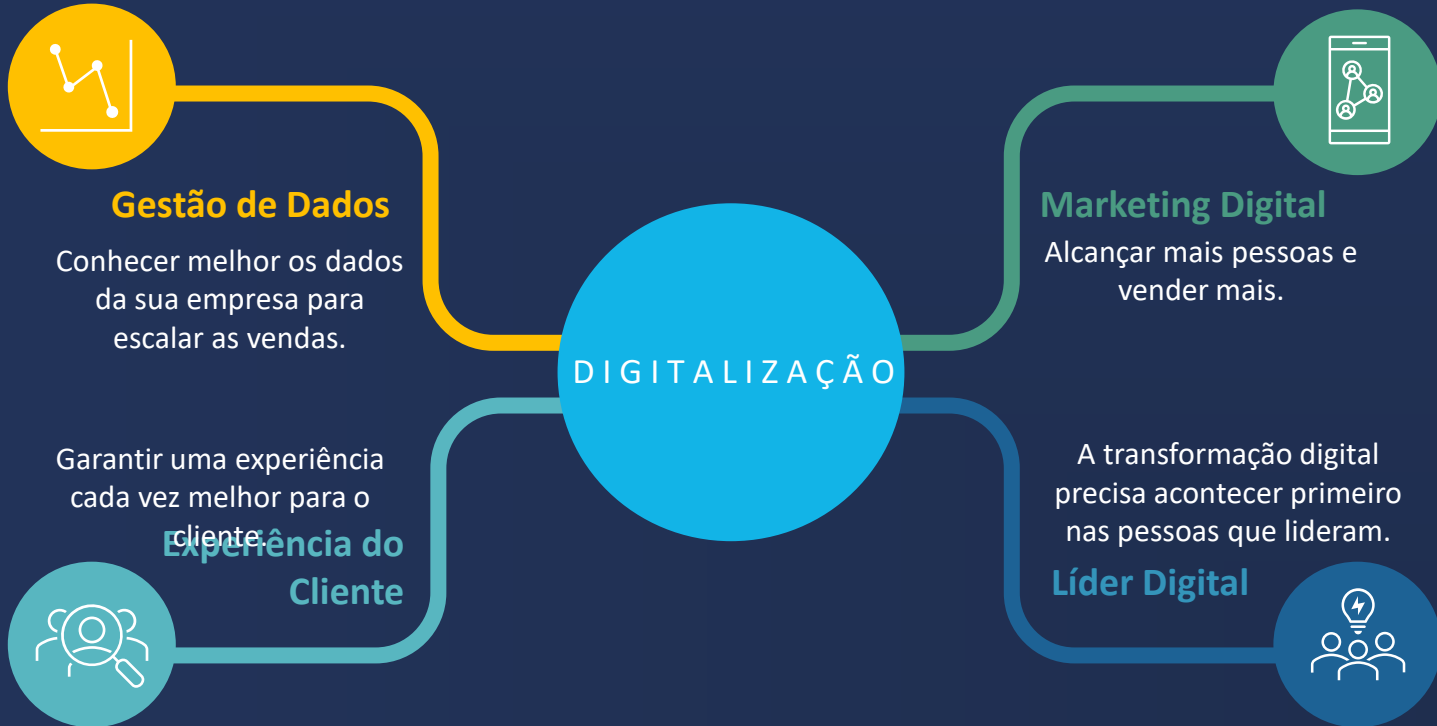 Gestão de Dados
Conhecer melhor os dados
da sua empresa para
escalar as vendas.
Marketing Digital
Alcançar mais pessoas e
vender mais.
DIGITALIZAÇÃO
Garantir uma experiência
cada vez melhor para o
cliente.
Experiência do
Cliente
A transformação digital
precisa acontecer primeiro
nas pessoas que lideram.
Líder Digital